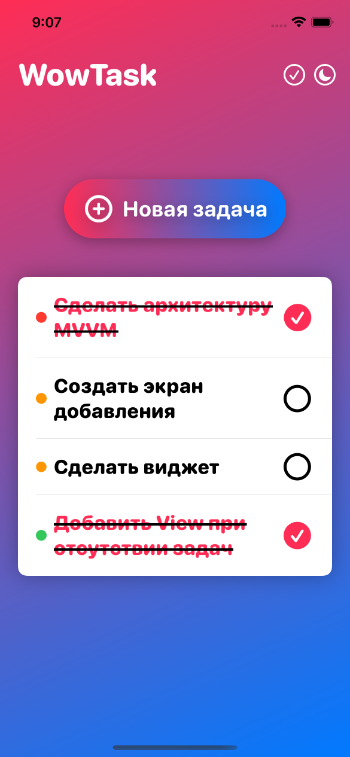 9:07
WowTask
Новая задача
Сделать архитектуру
MVVM
Создать экран
добавления
Сделать виджет
Добавить View при
отсутствии задач